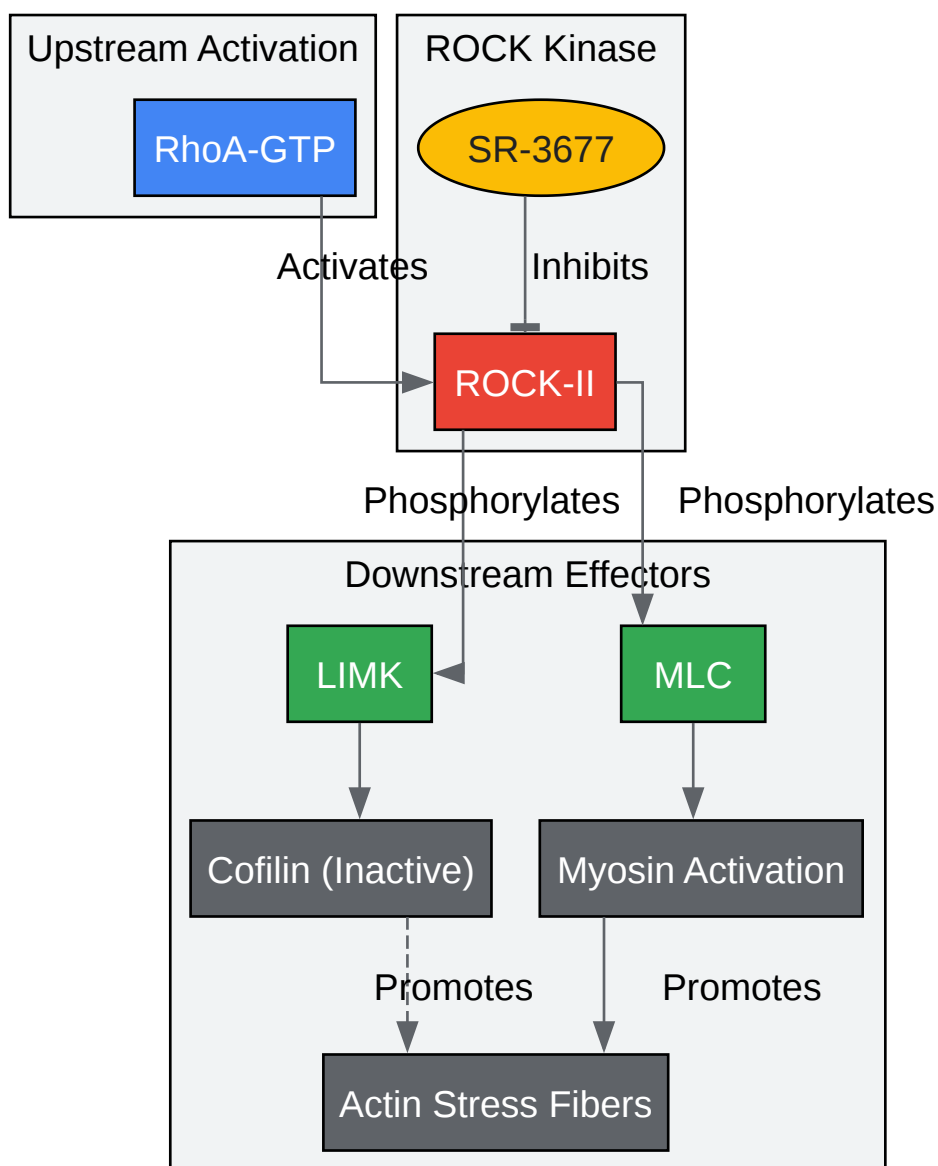 Upstream Activation
ROCK Kinase
RhoA-GTP
SR-3677
Activates
Inhibits
ROCK-II
Phosphorylates
Phosphorylates
Downstream Effectors
LIMK
MLC
Cofilin (Inactive)
Myosin Activation
Promotes
Promotes
Actin Stress Fibers